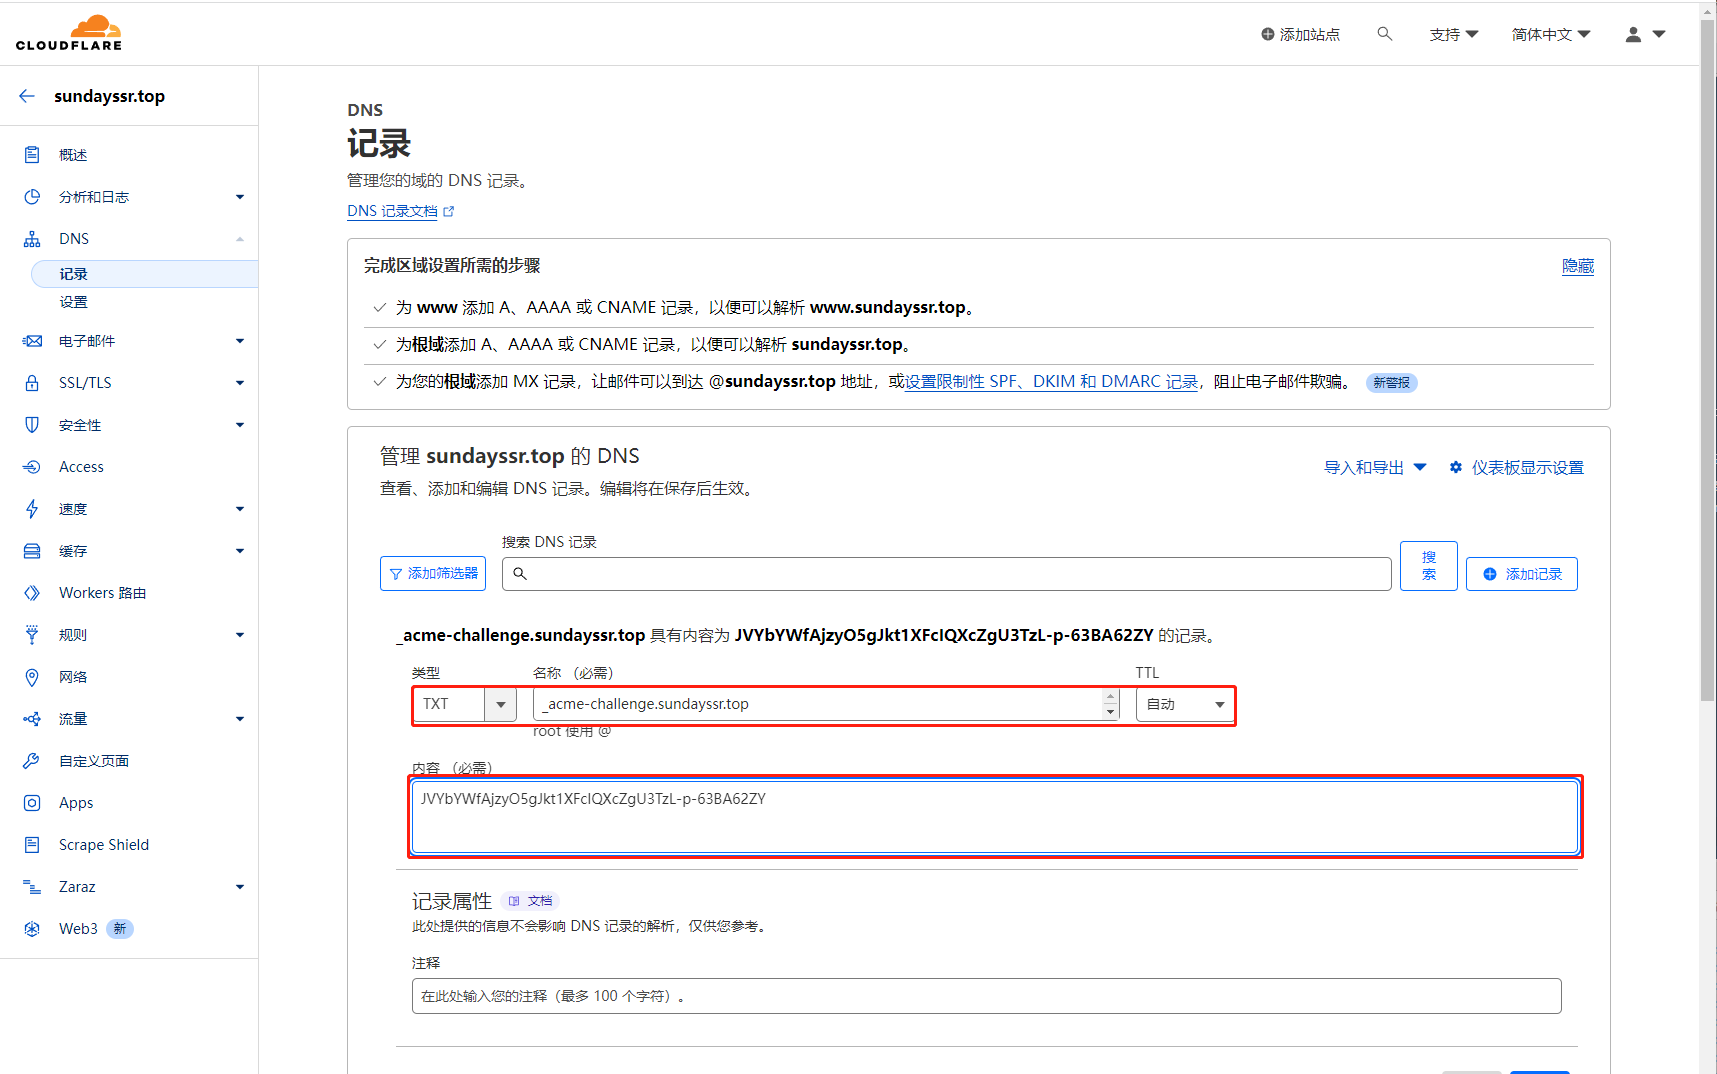 CLOUDFLARE
添加站点
支持
简体中文
sundayssr.top
概述
分析和日志
DNS
记录
设置
电子邮件
SSL/TLS
安全性
Access
速度
缓存
Workers 路由
规则
网络
流量
自定义页面
Apps
Scrape Shield
Zaraz
Web3 新
DNS
记录
管理您的域的 DNS 记录。
DNS 记录文档
完成区域设置所需的步骤
隐藏
为 www 添加 A、AAAA 或 CNAME 记录，以便可以解析 www.sundayssr.top。
为根域添加 A、AAAA 或 CNAME 记录，以便可以解析 sundayssr.top。
为您的根域添加 MX 记录，让邮件可以到达 @sundayssr.top 地址，或设置限制性 SPF、DKIM 和 DMARC 记录，阻止电子邮件欺骗。 新警报
管理 sundayssr.top 的 DNS
导入和导出
仪表板显示设置
查看、添加和编辑 DNS 记录。编辑将在保存后生效。
搜索 DNS 记录
添加筛选器
搜
索
添加记录
_acme-challenge.sundayssr.top 具有内容为 JVYbYWfAjzyO5gJkt1XFcIQXcZgU3TzL-p-63BA62ZY 的记录。
类型
名称 （必需）
TTL
TXT
_acme-challenge.sundayssr.top
自动
root 使用 @
内容 （必需）
JVYbYWfAjzyO5gJkt1XFcIQXcZgU3TzL-p-63BA62ZY
记录属性 文档
此处提供的信息不会影响 DNS 记录的解析，仅供您参考。
注释
在此处输入您的注释（最多 100 个字符）。